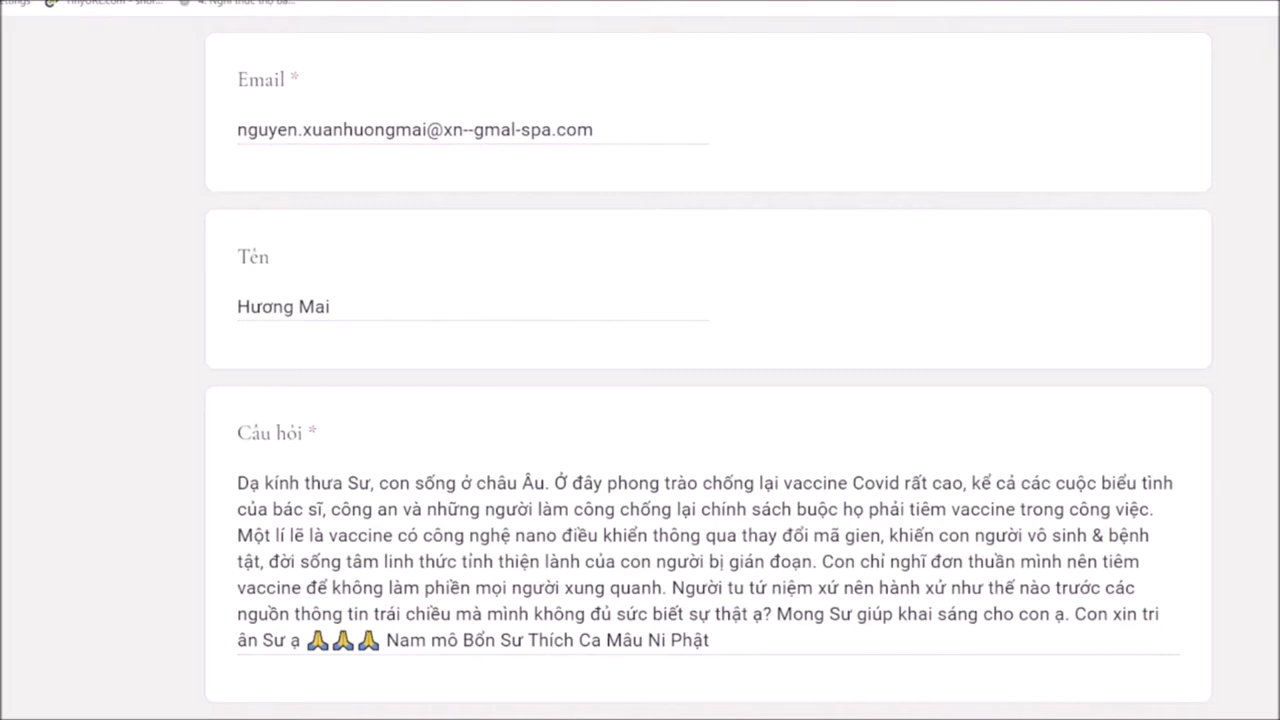 Email *
nguyen.xuanhuongmai@xn--gmal-spa.com
Tên
Hương Mai
Câu hỏi *
Dạ kính thưa Sư, con sống ở châu Âu. Ở đây phong trào chống lại vaccine Covid rất cao, kể cả các cuộc biểu tình
của bác sĩ, công an và những người làm công chống lại chính sách buộc họ phải tiêm vaccine trong công việc.
Một lí lẽ là vaccine có công nghệ nano điều khiển thông qua thay đổi mã gien, khiến con người vô sinh & bệnh
tật, đời sống tâm linh thức tỉnh thiện lành của con người bị gián đoạn. Con chỉ nghĩ đơn thuần mình nên tiêm
vaccine để không làm phiền mọi người xung quanh. Người tu tứ niệm xứ nên hành xử như thế nào trước các
nguồn thông tin trái chiều mà mình không đủ sức biết sự thật ạ? Mong Sư giúp khai sáng cho con ạ. Con xin tri
ân Sư ạ 🙏🙏🙏 Nam mô Bổn Sư Thích Ca Mâu Ni Phật